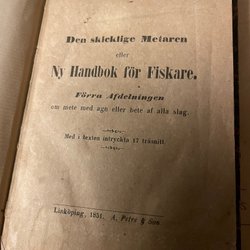 Den skicklige Metaren
eller
Ny Handbok för Fiskare.
Förra Afdelningen
om mete med agn eller bete af alla slag.
Med i texten intryckta 17 träsnitt.
Linköping, 1851, A. Petre & Son